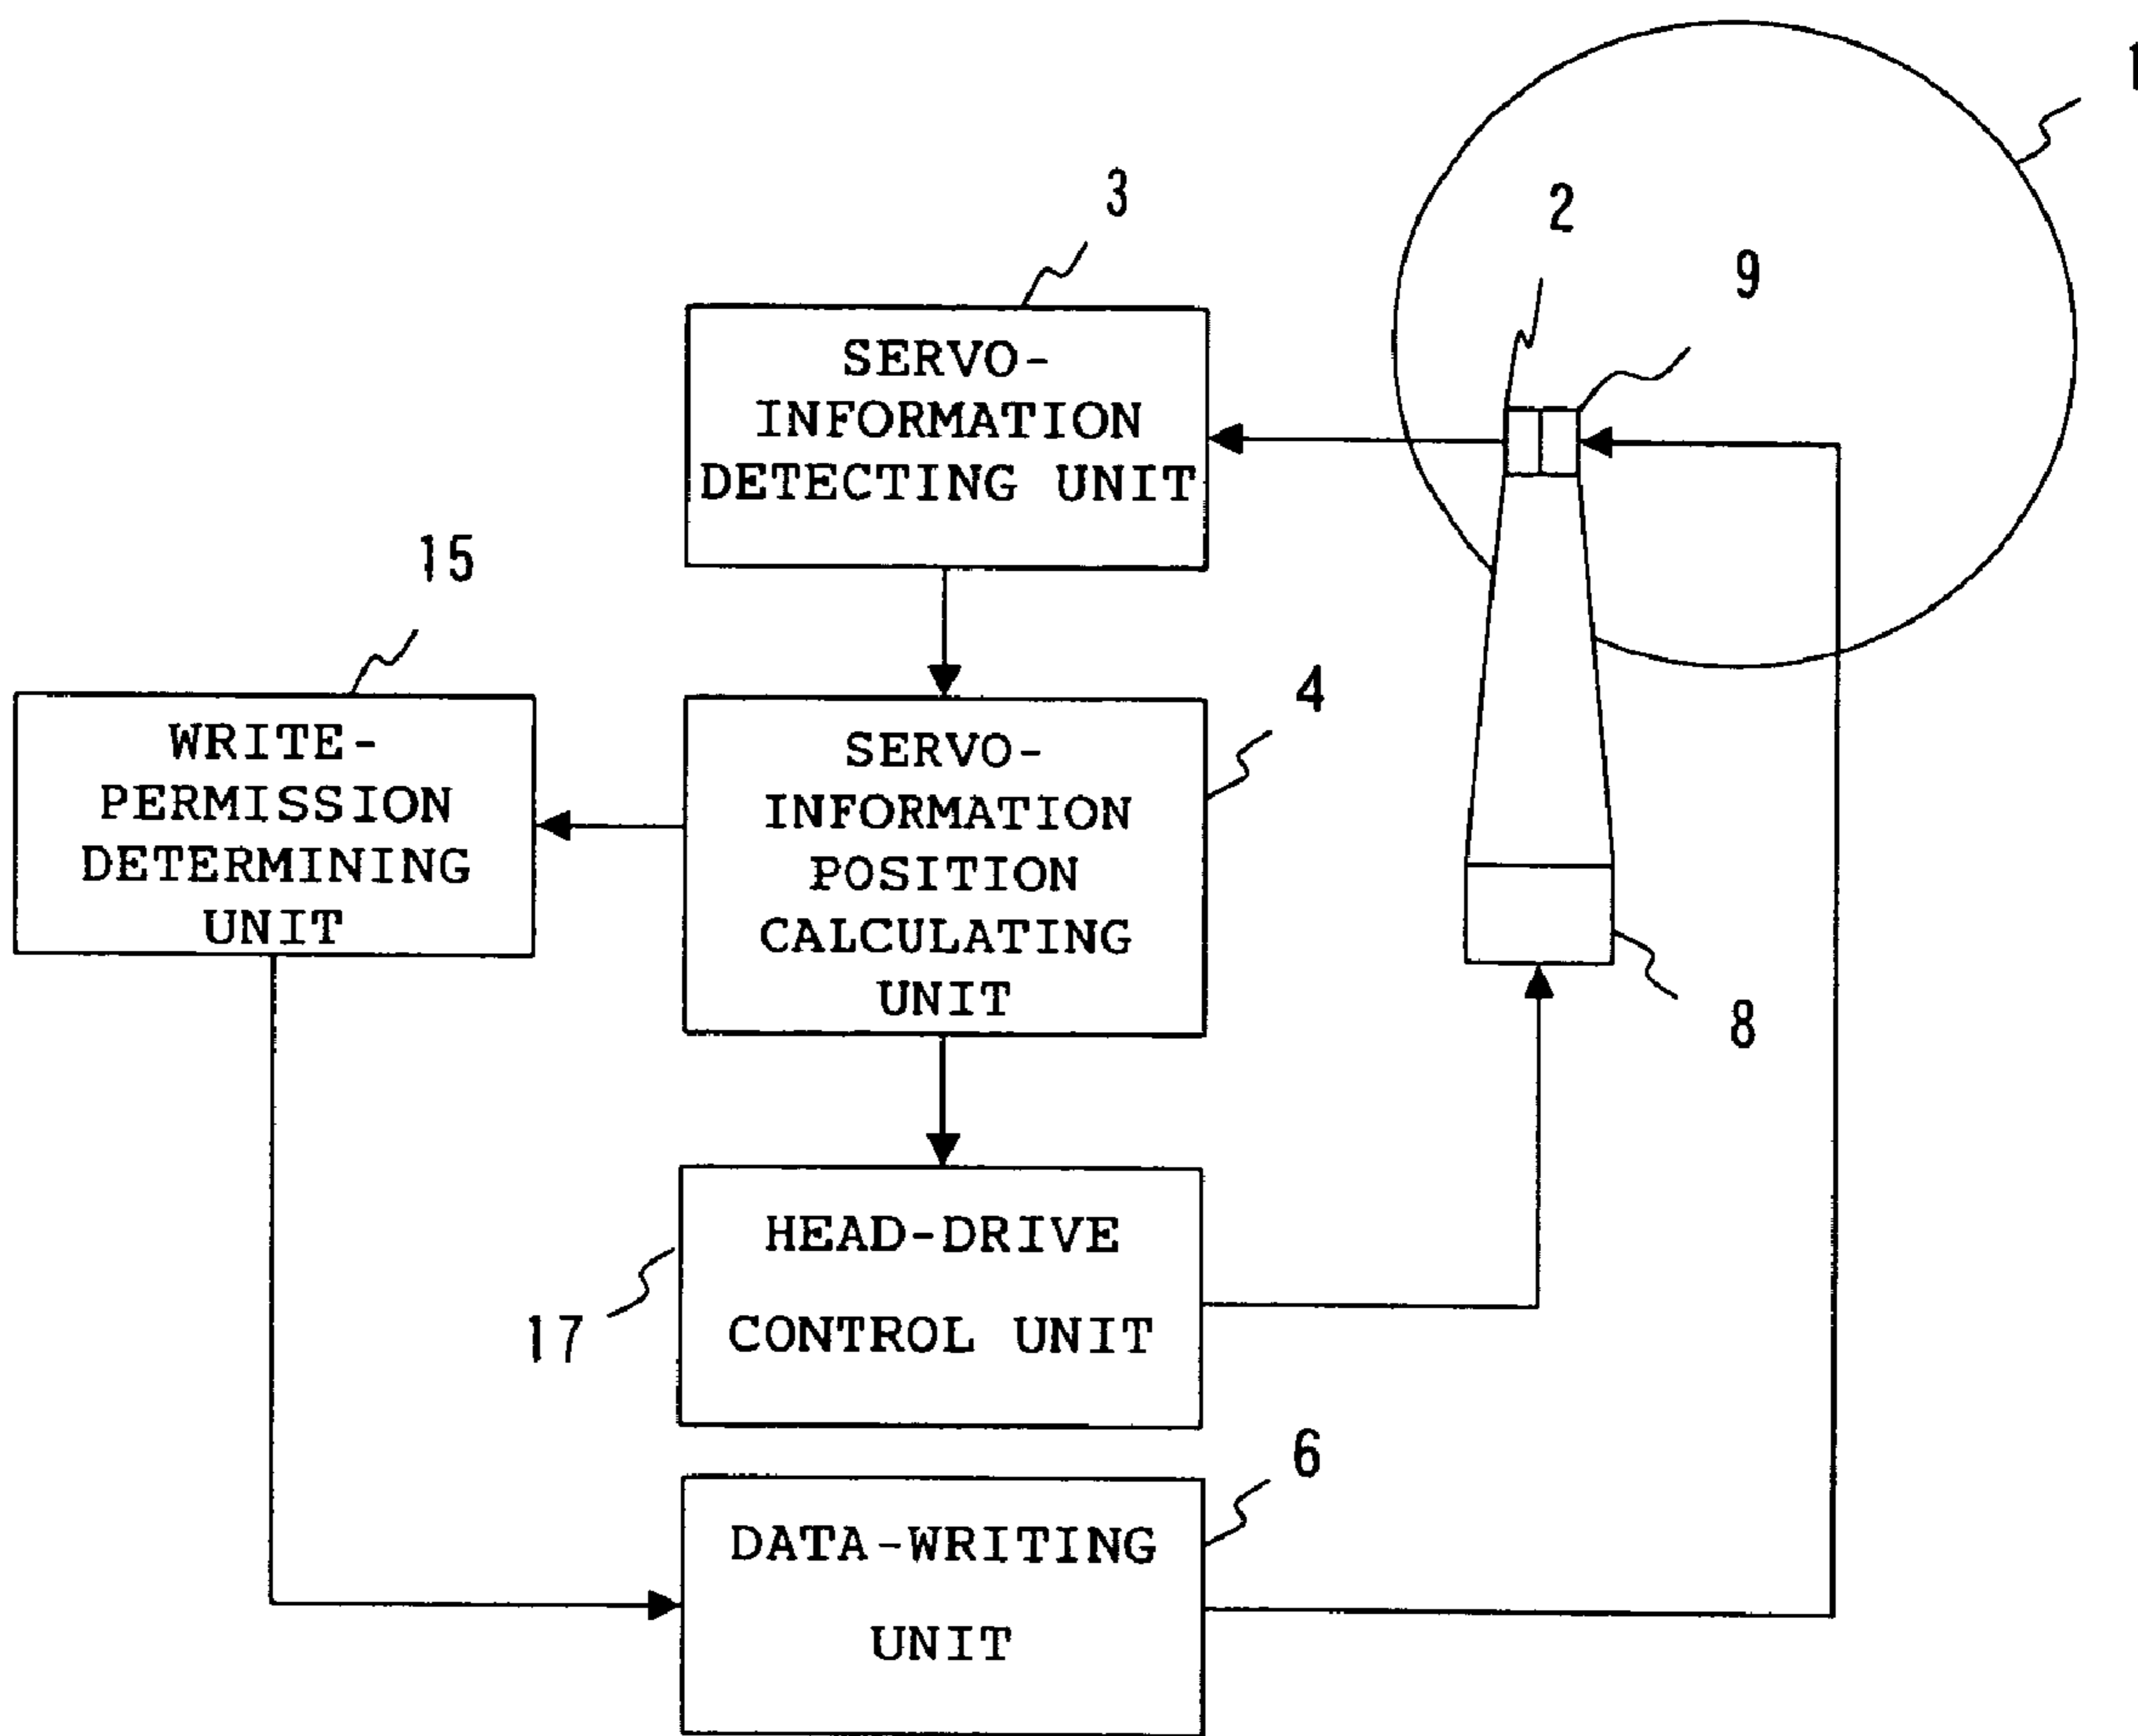 1
2
9
3
SERVO-
INFORMATION
DETECTING UNIT
15
WRITE-
PERMISSION
DETERMINING
UNIT
4
SERVO-
INFORMATION
POSITION
CALCULATING
UNIT
8
17
HEAD-DRIVE
CONTROL UNIT
6
DATA-WRITING
UNIT